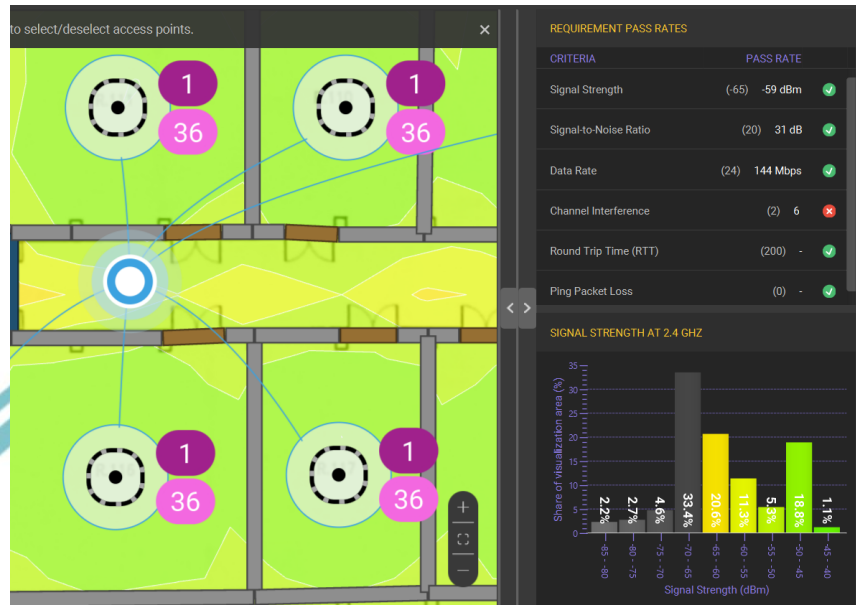 to select/deselect access points.
×
1
36
1
36
1
36
1
36
REQUIREMENT PASS RATES
CRITERIA PASS RATE
Signal Strength (-65) -59 dBm
Signal-to-Noise Ratio (20) 31 dB
Data Rate (24) 144 Mbps
Channel Interference (2) 6
Round Trip Time (RTT) (200) -
Ping Packet Loss (0) -
SIGNAL STRENGTH AT 2.4 GHZ
Share of visualization area (%)
35
30
25
20
15
10
5
0
2.2%
2.7%
4.6%
33.4%
20.6%
11.3%
5.3%
18.8%
1.1%
-85 - -80
-80 - -75
-75 - -70
-70 - -65
-65 - -60
-60 - -55
-55 - -50
-50 - -45
-45 - -40
Signal Strength (dBm)